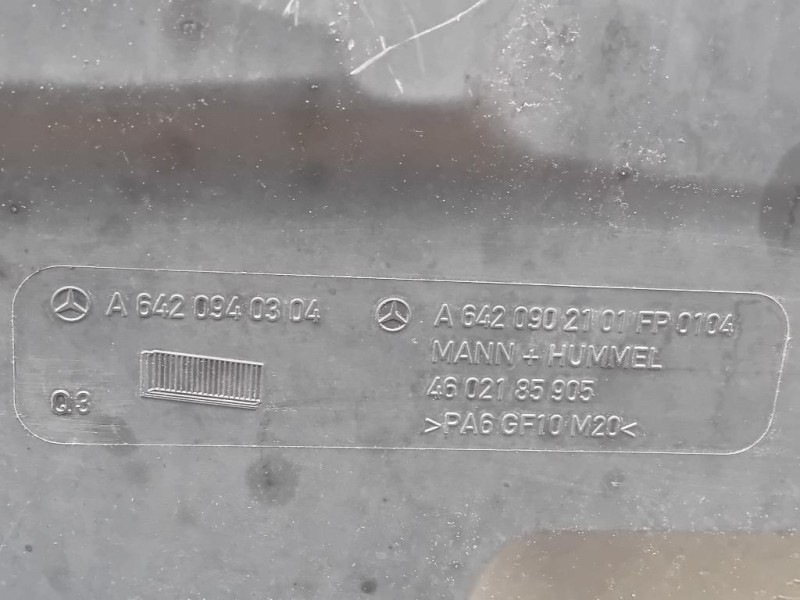 A 642 094 03 04
Q.3
A 642 090 21 01 FP 0104
MANN + HUMMEL
46 021 85 905
>PA6 GF10 M20<